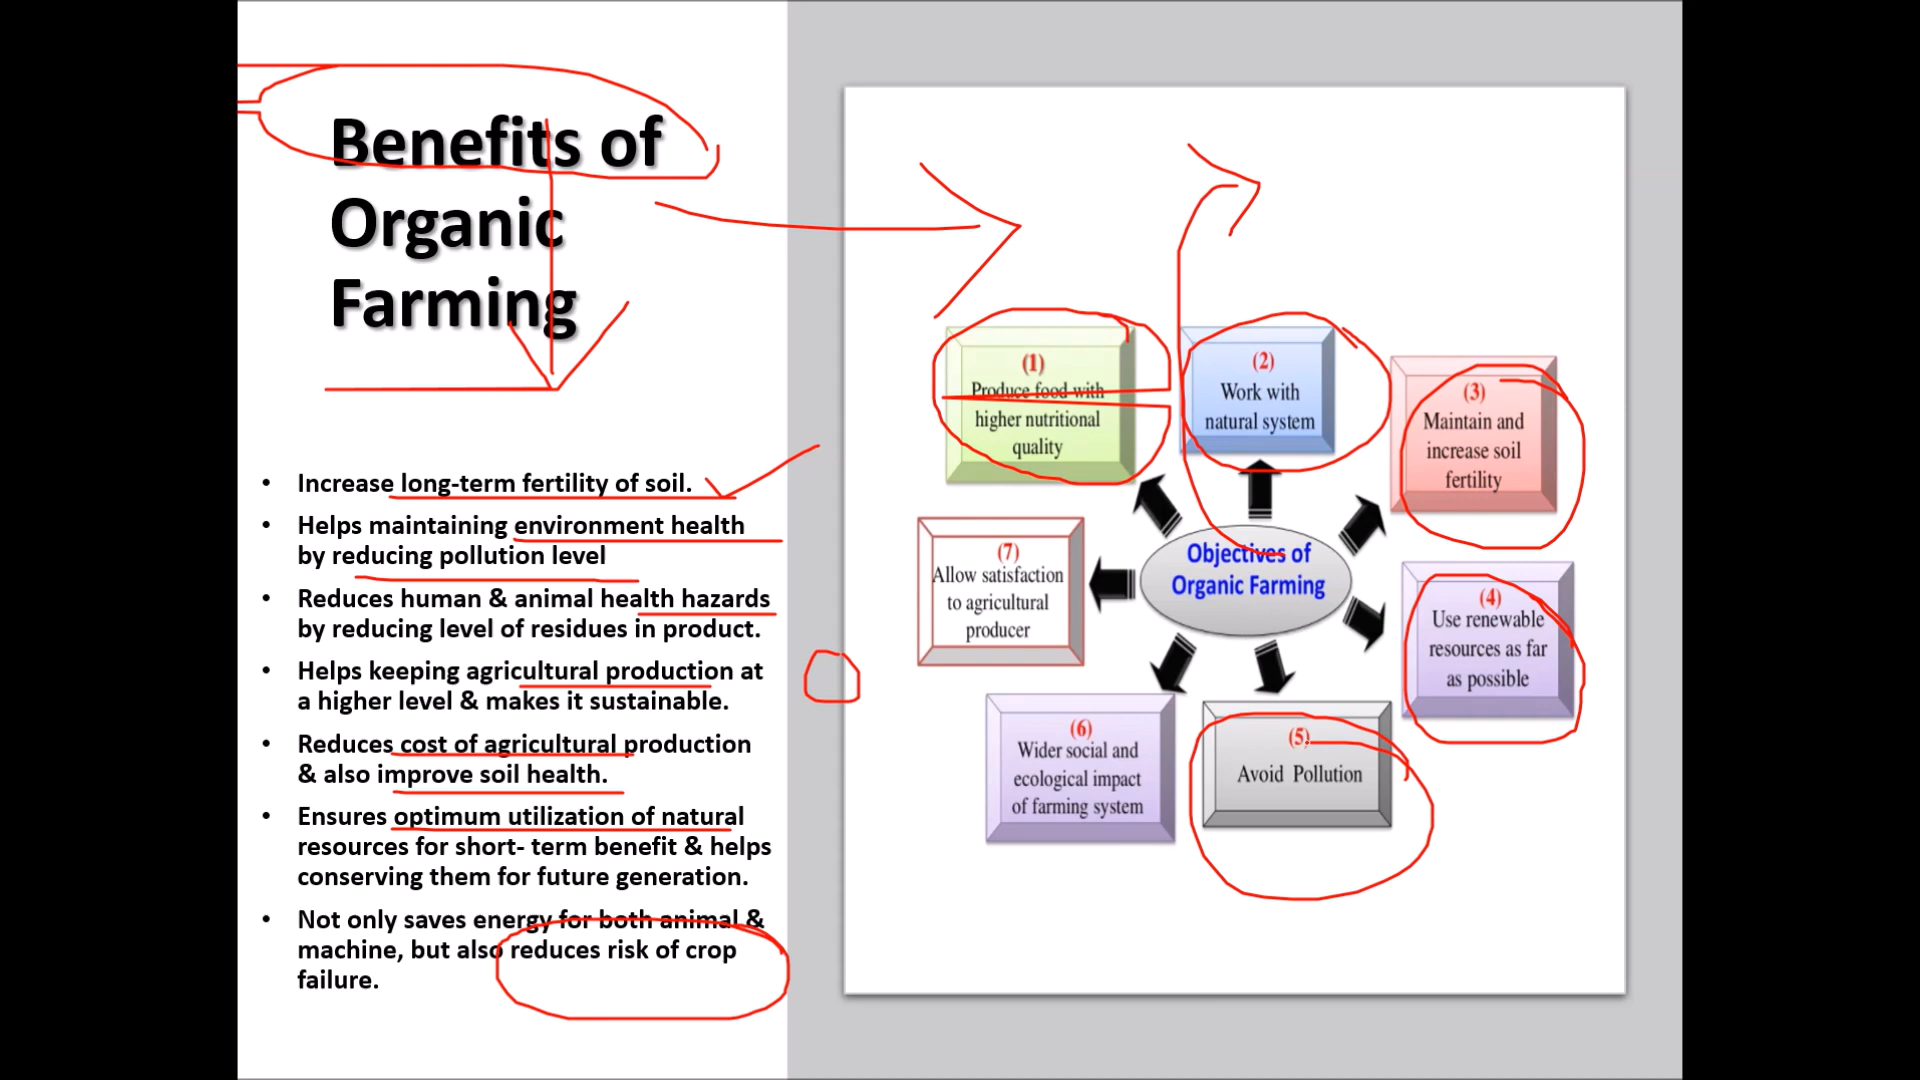 Benefits of
Organic
Farming
• Increase long-term fertility of soil.
• Helps maintaining environment health
by reducing pollution level
• Reduces human & animal health hazards
by reducing level of residues in product.
• Helps keeping agricultural production at
a higher level & makes it sustainable.
• Reduces cost of agricultural production
& also improve soil health.
• Ensures optimum utilization of natural
resources for short- term benefit & helps
conserving them for future generation.
• Not only saves energy for both animal &
machine, but also reduces risk of crop
failure.
(1)
Produce food with
higher nutritional
quality
(2)
Work with
natural system
(3)
Maintain and
increase soil
fertility
(4)
Use renewable
resources as far
as possible
(5)
Avoid Pollution
(6)
Wider social and
ecological impact
of farming system
(7)
Allow satisfaction
to agricultural
producer
Objectives of
Organic Farming